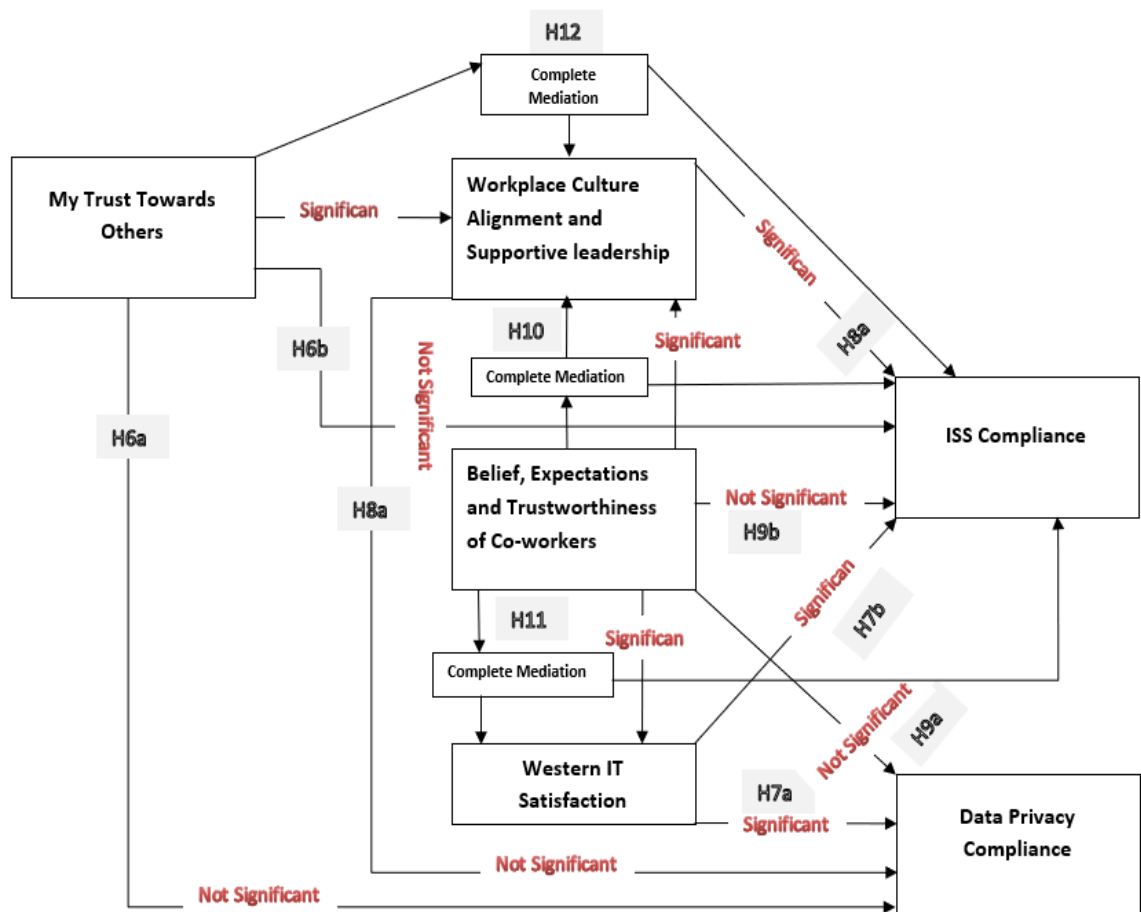 H12
Complete
Mediation
My Trust Towards
Others
Significan
Workplace Culture
Alignment and
Supportive leadership
Significan
H8a
H10
Significant
H6b
Not Significant
Complete Mediation
H6a
H8a
ISS Compliance
Belief, Expectations
and Trustworthiness
of Co-workers
Not Significant
H9b
H11
Significan
Significan
H7b
Complete Mediation
Not Significant
H9a
Western IT
Satisfaction
H7a
Significant
Data Privacy
Compliance
Not Significant
Not Significant